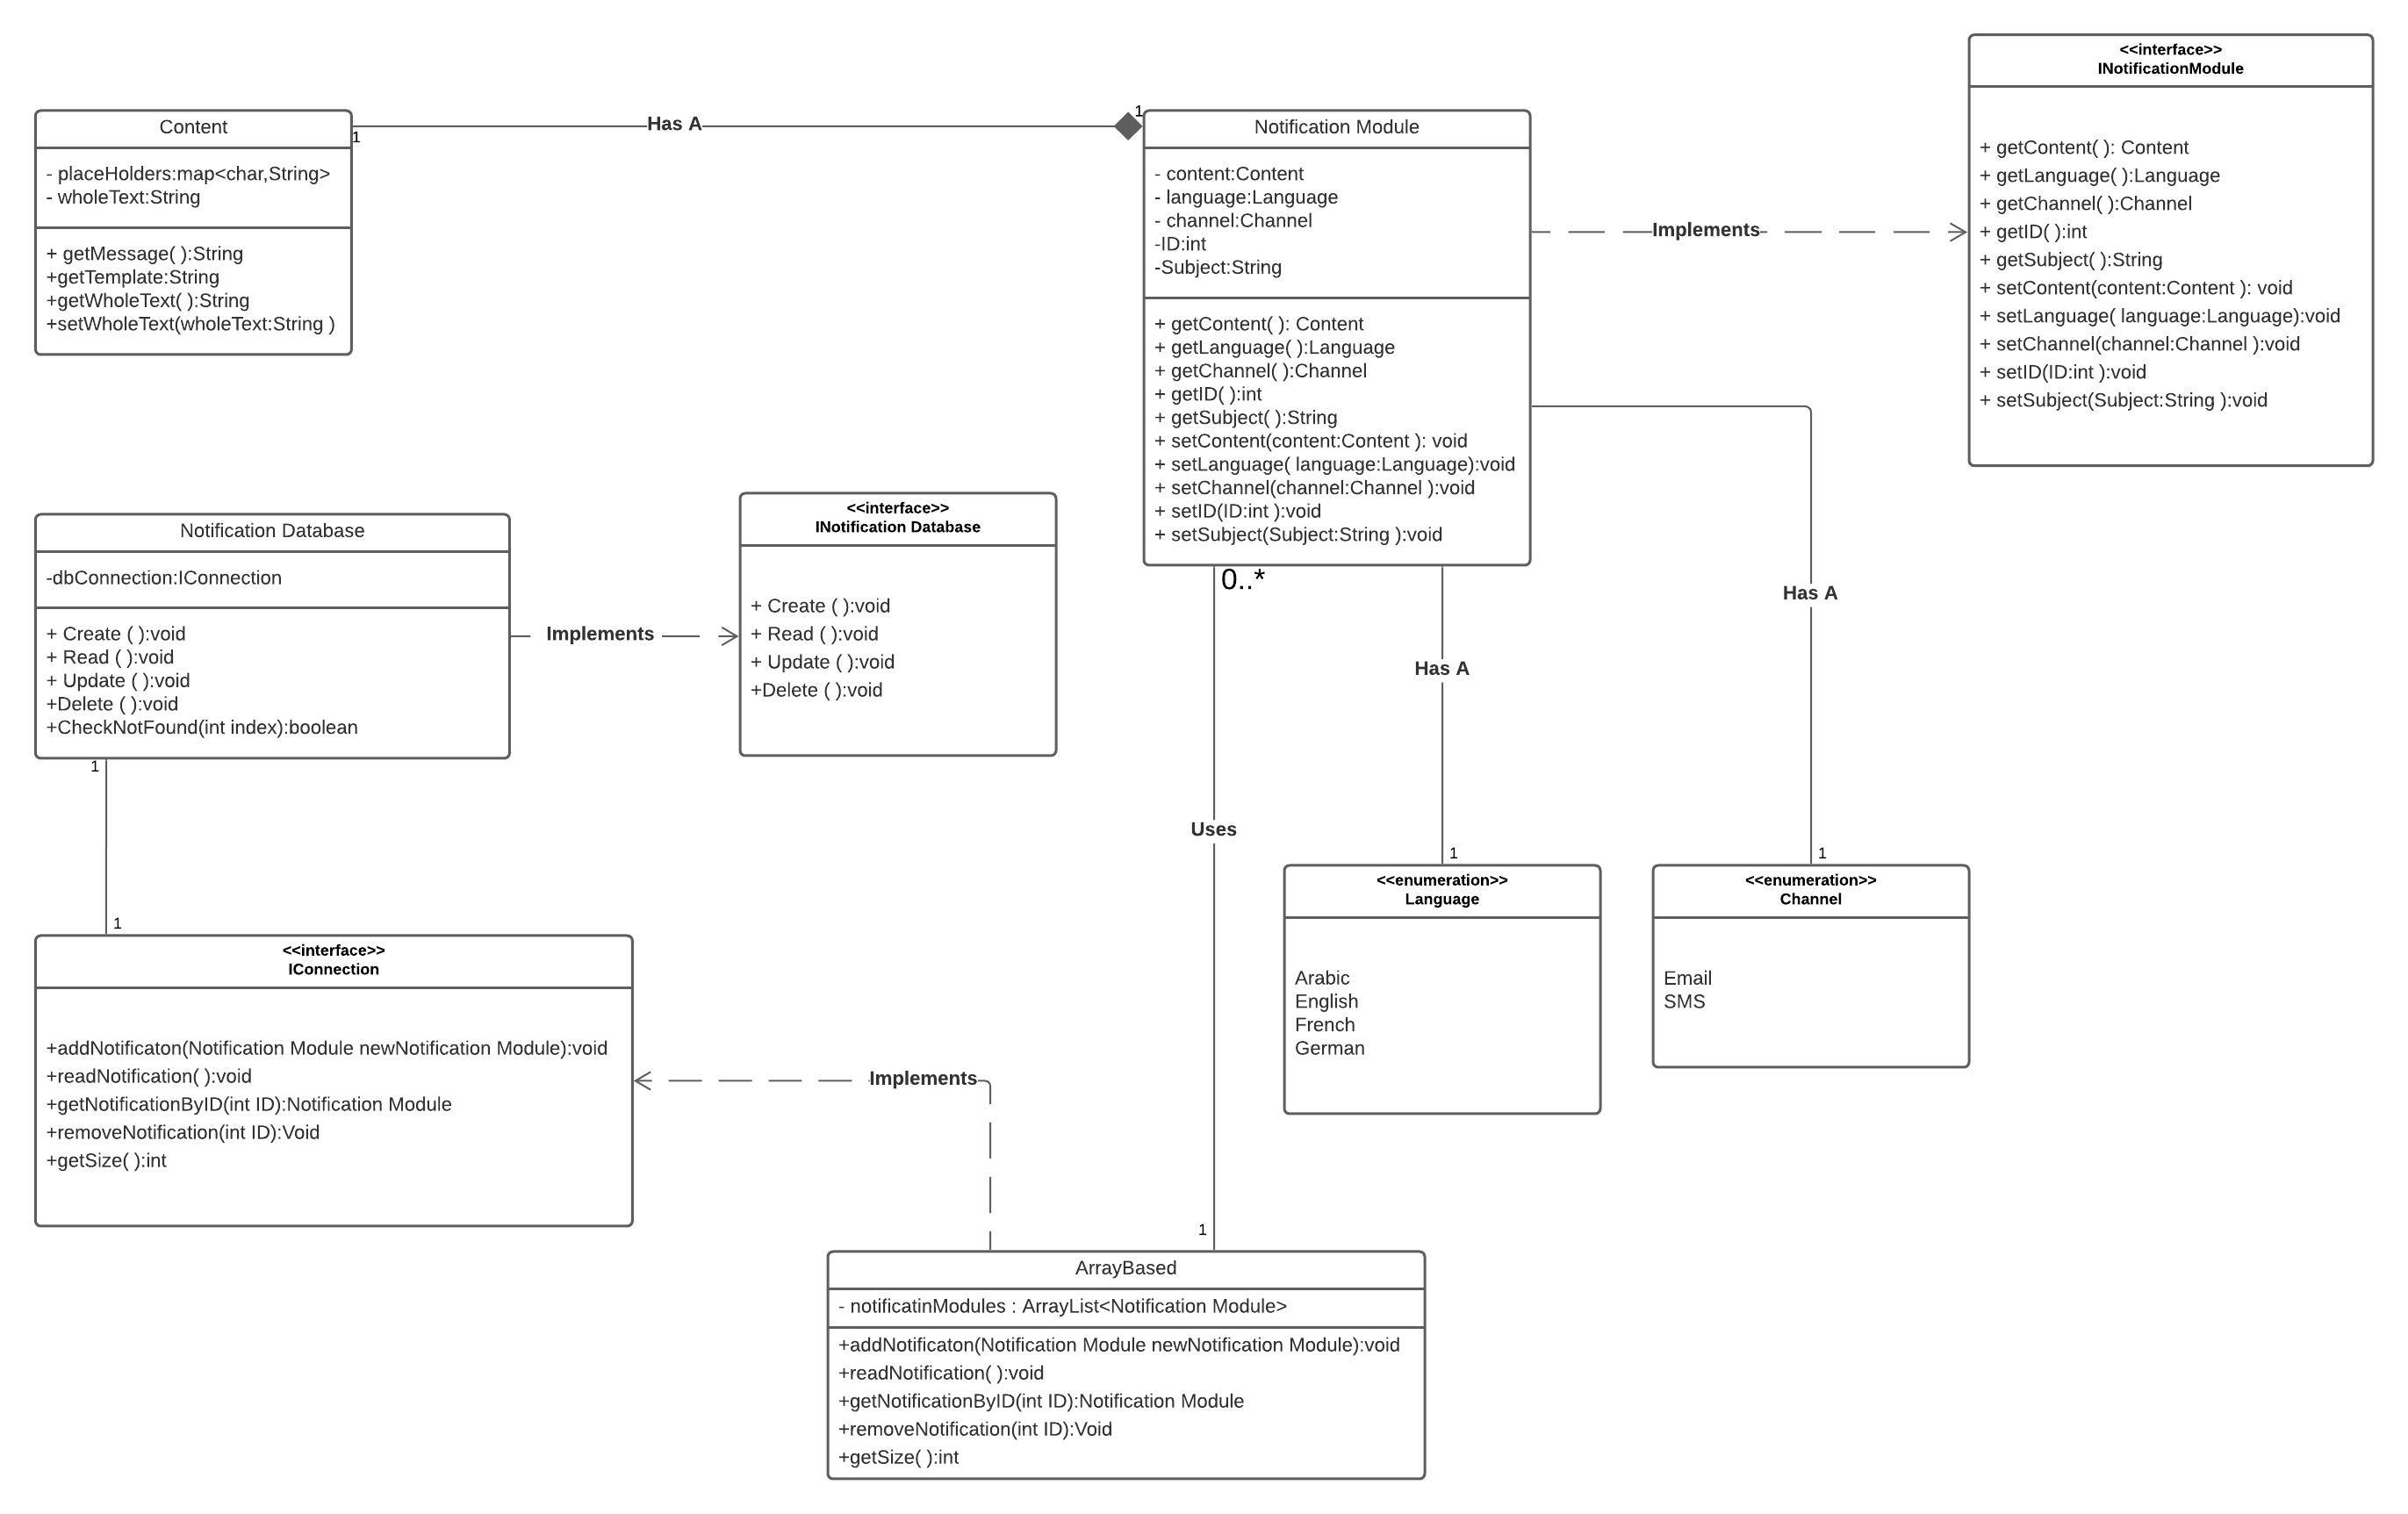 Content
- placeHolders:map<char,String>
- wholeText:String
+ getMessage( ):String
+getTemplate:String
+getWholeText( ):String
+setWholeText(wholeText:String )
1
Has A
1
Notification Module
- content:Content
- language:Language
- channel:Channel
-ID:int
-Subject:String
+ getContent( ): Content
+ getLanguage( ):Language
+ getChannel( ):Channel
+ getID( ):int
+ getSubject( ):String
+ setContent(content:Content ): void
+ setLanguage( language:Language):void
+ setChannel(channel:Channel ):void
+ setID(ID:int ):void
+ setSubject(Subject:String ):void
Implements
<<interface>>
INotificationModule
+ getContent( ): Content
+ getLanguage( ):Language
+ getChannel( ):Channel
+ getID( ):int
+ getSubject( ):String
+ setContent(content:Content ): void
+ setLanguage( language:Language):void
+ setChannel(channel:Channel ):void
+ setID(ID:int ):void
+ setSubject(Subject:String ):void
Notification Database
-dbConnection:IConnection
+ Create ( ):void
+ Read ( ):void
+ Update ( ):void
+Delete ( ):void
+CheckNotFound(int index):boolean
Implements
<<interface>>
INotification Database
+ Create ( ):void
+ Read ( ):void
+ Update ( ):void
+Delete ( ):void
0..*
Uses
1
Has A
1
Has A
1
<<enumeration>>
Language
Arabic
English
French
German
<<enumeration>>
Channel
Email
SMS
1
1
<<interface>>
IConnection
+addNotificaton(Notification Module newNotification Module):void
+readNotification( ):void
+getNotificationByID(int ID):Notification Module
+removeNotification(int ID):Void
+getSize( ):int
Implements
ArrayBased
- notificatinModules : ArrayList<Notification Module>
+addNotificaton(Notification Module newNotification Module):void
+readNotification( ):void
+getNotificationByID(int ID):Notification Module
+removeNotification(int ID):Void
+getSize( ):int